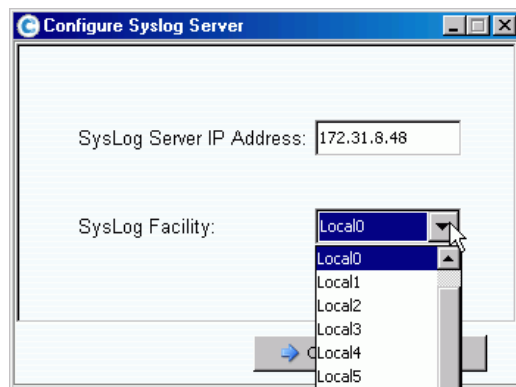 Configure Syslog Server
SysLog Server IP Address: 172.31.8.48
SysLog Facility: Local0
Local0
Local1
Local2
Local3
Local4
Local5